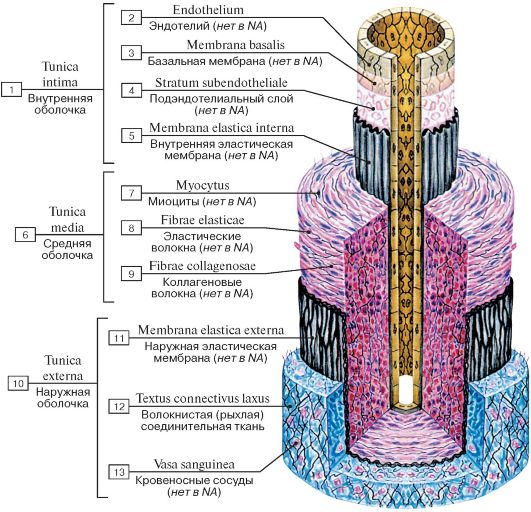 1
Tunica
intima
Внутренняя
оболочка
2
Endothelium
Эндотелий (нет в NA)
3
Membrana basalis
Базальная мембрана (нет в NA)
4
Stratum subendotheliale
Подэндотелиальный слой
(нет в NA)
5
Membrana elastica interna
Внутренняя эластическая
мембрана (нет в NA)
6
Tunica
media
Средняя
оболочка
7
Myocytus
Миоциты (нет в NA)
8
Fibrae elasticae
Эластические
волокна (нет в NA)
9
Fibrae collagenosae
Коллагеновые
волокна (нет в NA)
10
Tunica
externa
Наружная
оболочка
11
Membrana elastica externa
Наружная эластическая
мембрана (нет в NA)
12
Textus connectivus laxus
Волокнистая (рыхлая)
соединительная ткань
13
Vasa sanguinea
Кровеносные сосуды
(нет в NA)